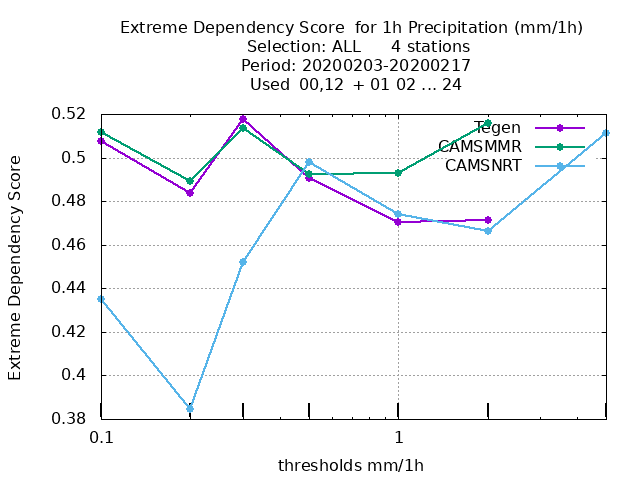 Extreme Dependency Score  for 1h Precipitation (mm/1h)
Selection: ALL      4 stations
Period: 20200203-20200217
Used  00,12  + 01 02 ... 24
Extreme Dependency Score
0.52
0.5
0.48
0.46
0.44
0.42
0.4
0.38
Tegen
CAMSMMR
CAMSNRT
0.1
1
thresholds mm/1h